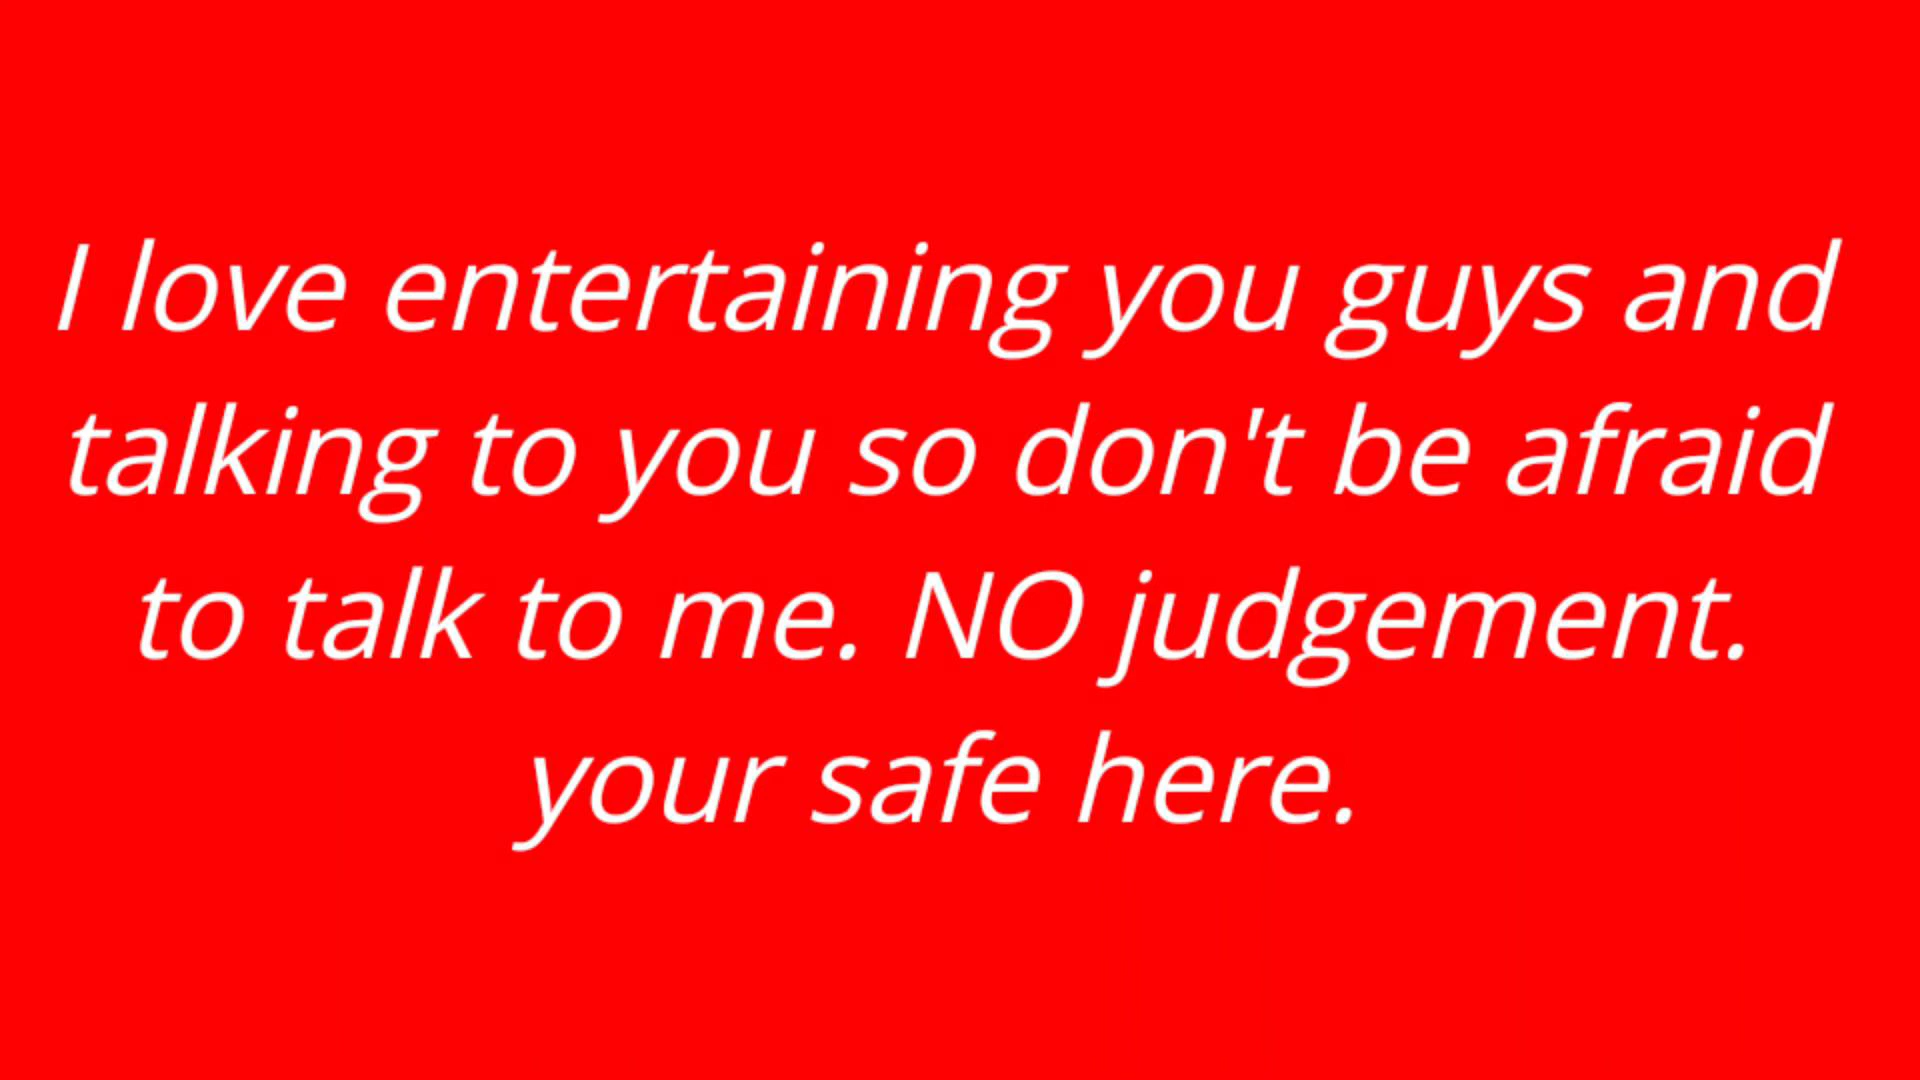 I love entertaining you guys and
talking to you so don't be afraid
to talk to me. NO judgement.
your safe here.